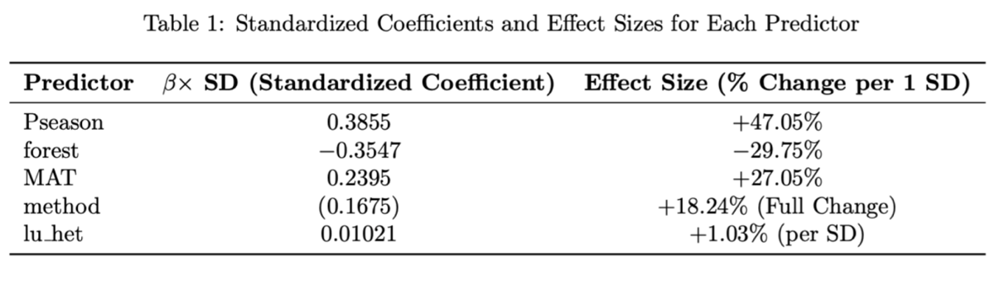 Table 1: Standardized Coefficients and Effect Sizes for Each Predictor
Predictor β× SD (Standardized Coefficient) Effect Size (% Change per 1 SD)
Pseason 0.3855 +47.05%
forest −0.3547 −29.75%
MAT 0.2395 +27.05%
method (0.1675) +18.24% (Full Change)
lu_het 0.01021 +1.03% (per SD)